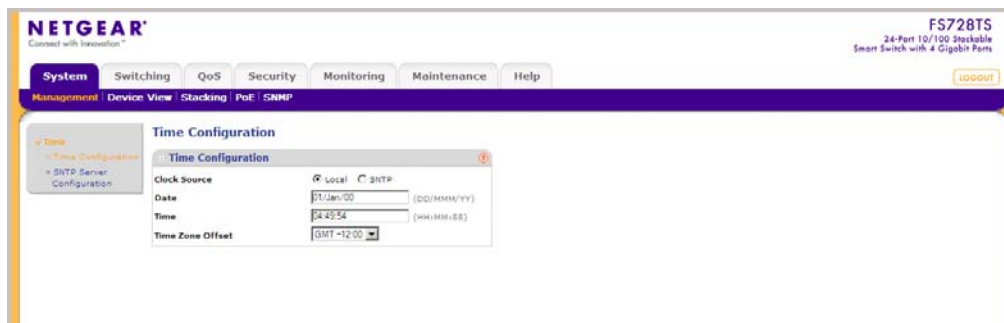 NETGEAR®
Connect with Innovation™
FS728TS
24-Port 10/100 Stackable
Smart Switch with 4 Gigabit Ports
System Switching QoS Security Monitoring Maintenance Help LOGOUT
Management Device View Stacking PoE SNMP
Time
Time Configuration
SNTP Server
Configuration
Time Configuration
Time Configuration ?
Clock Source Local SNTP
Date 01/Jan/00 (DD/MMM/YY)
Time 04:49:54 (HH:MM:SS)
Time Zone Offset GMT -12:00